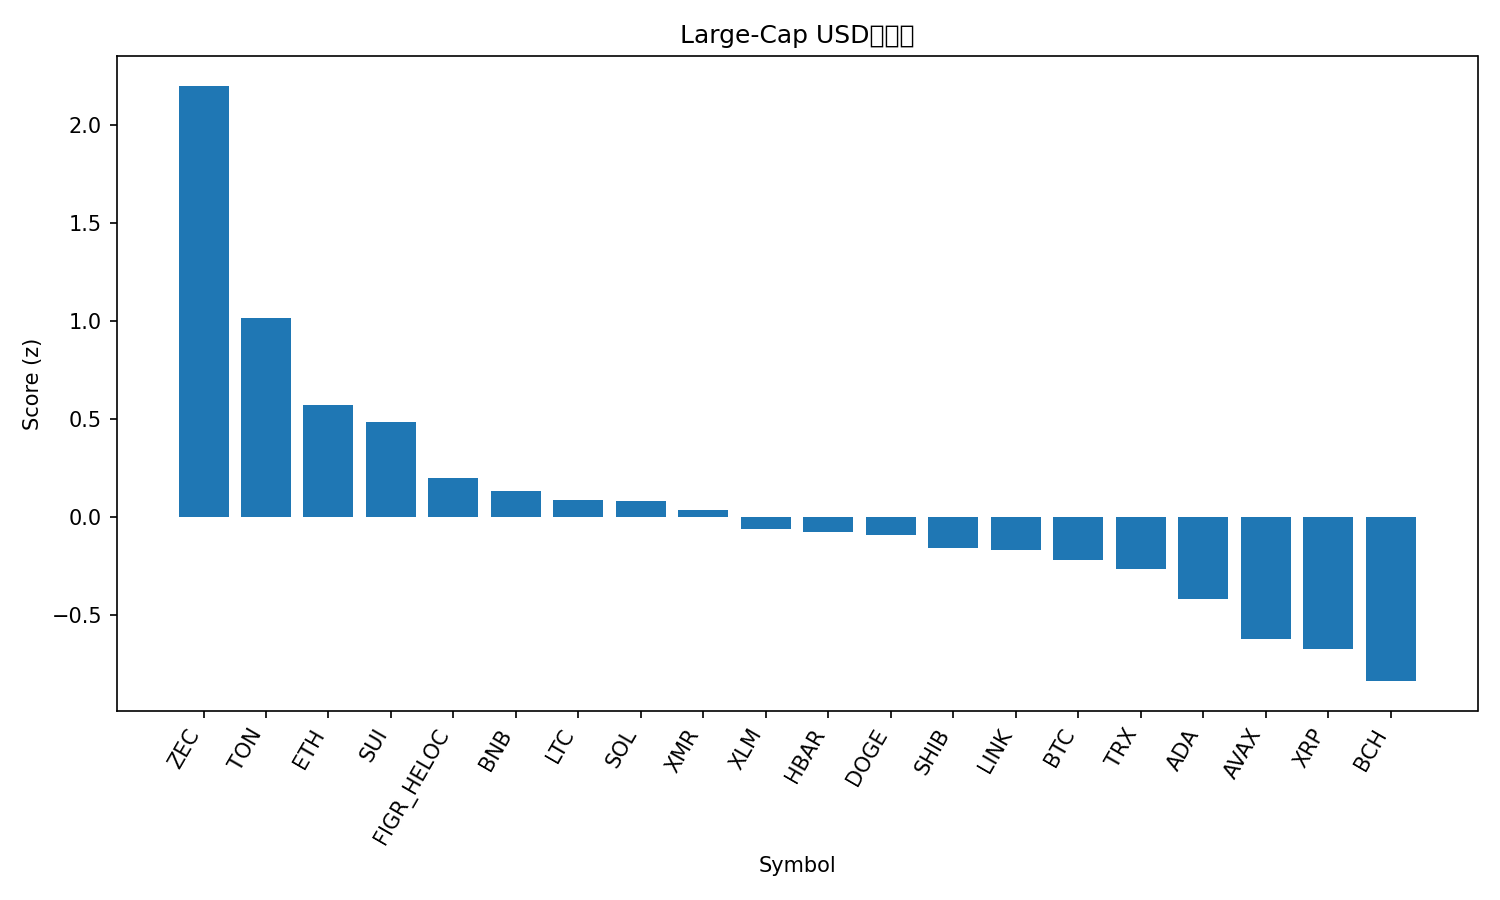 Large-Cap USD
Score (z)
2.0
1.5
1.0
0.5
0.0
−0.5
ZEC
TON
ETH
SUI
FIGR_HELOC
BNB
LTC
SOL
XMR
XLM
HBAR
DOGE
SHIB
LINK
BTC
TRX
ADA
AVAX
XRP
BCH
Symbol